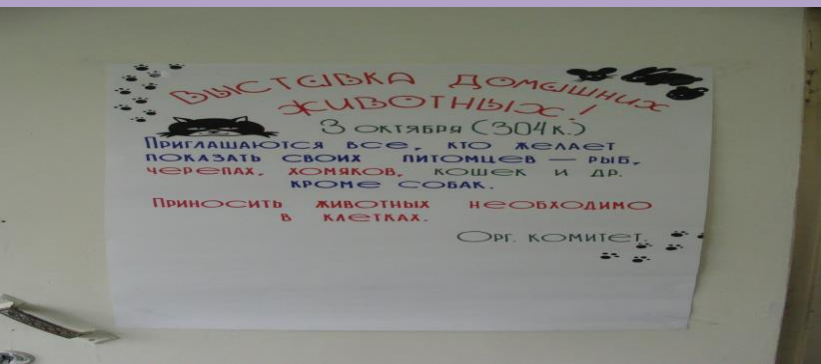 Выставка домашних
животных!
3 октября (304к.)
Приглашаются все, кто желает
показать своих питомцев — рыб,
черепах, хомяков, кошек и др.
кроме собак.
Приносить животных необходимо
в клетках.
Орг. комитет.